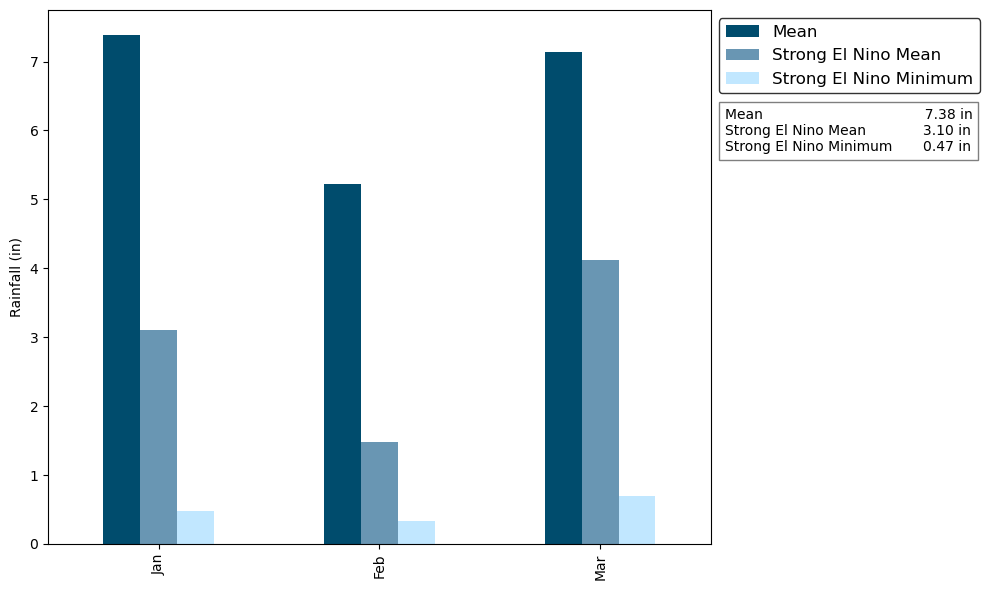 Mean
Strong El Nino Mean
Strong El Nino Minimum
Mean 7.38 in
Strong El Nino Mean 3.10 in
Strong El Nino Minimum 0.47 in
Rainfall (in)
7
6
5
4
3
2
1
0
Jan
Feb
Mar